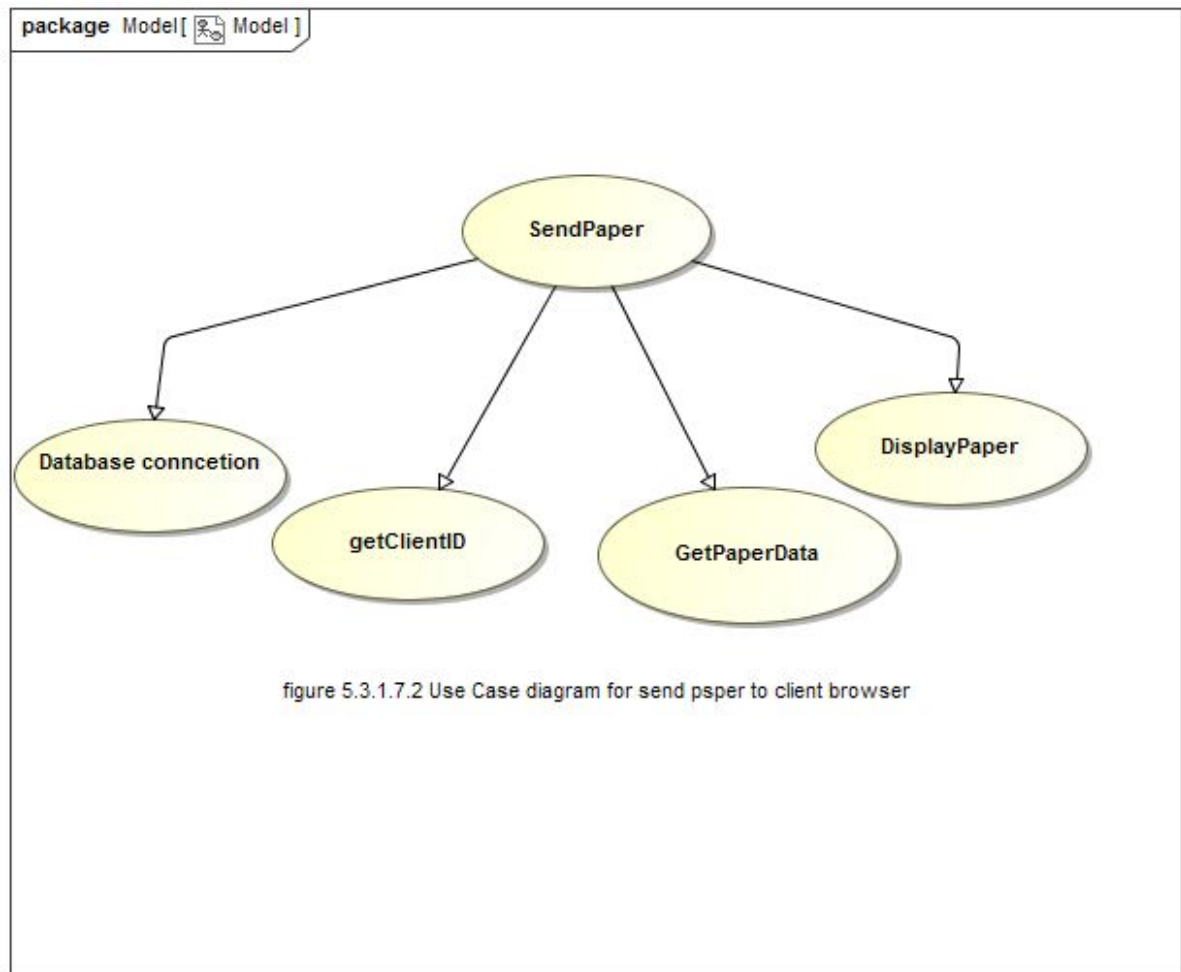 package Model[ Model ]
SendPaper
Database conncetion
DisplayPaper
getClientID
GetPaperData
figure 5.3.1.7.2 Use Case diagram for send psper to client browser